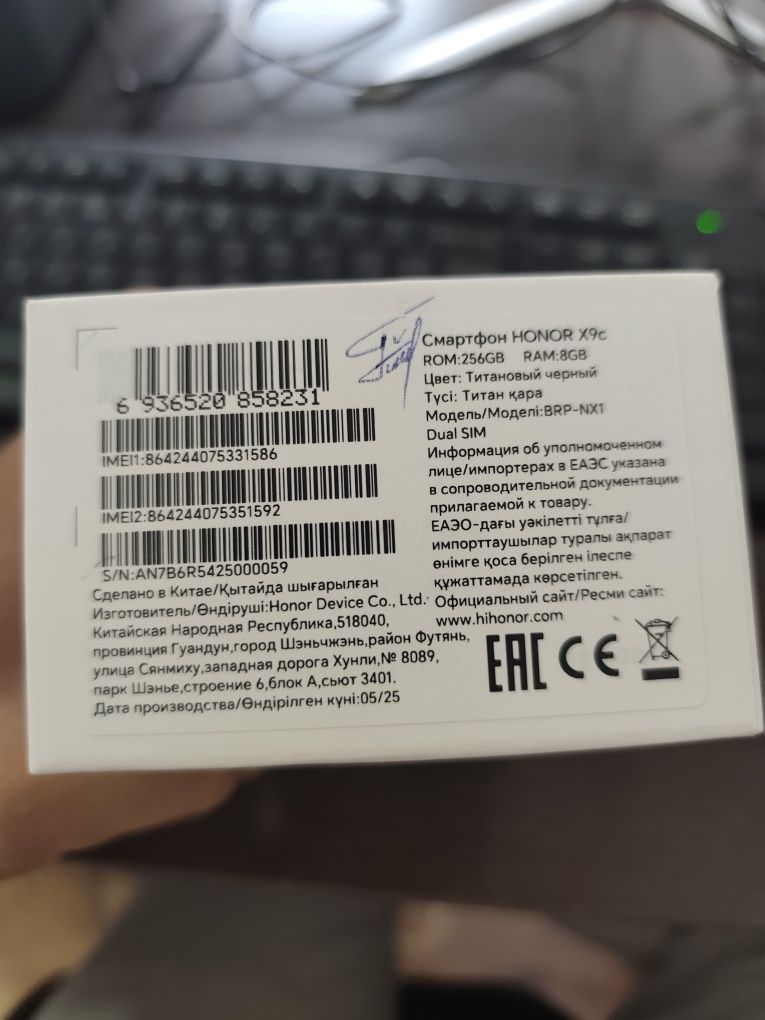 6 936520 858231
IMEI1:864244075331586
IMEI2:864244075351592
S/N:AN7B6R5425000059
Сделано в Китае/Қытайда шығарылған
Изготовитель/Өндіруші:Honor Device Co., Ltd.
Китайская Народная Республика,518040,
провинция Гуандун,город Шэньчжэнь,район Футянь,
улица Сянмиху,западная дорога Хунли,№ 8089,
парк Шэнье,строение 6,блок А,сьют 3401.
Дата производства/Өндірілген күні:05/25
Смартфон HONOR X9c
ROM:256GB RAM:8GB
Цвет: Титановый черный
Түсі: Титан қара
Модель/Моделі:BRP-NX1
Dual SIM
Информация об уполномоченном
лице/импортерах в ЕАЭС указана
в сопроводительной документации
прилагаемой к товару.
ЕАЭО-дағы уәкілетті тұлға/
импорттаушылар туралы ақпарат
өнімге қоса берілген ілеспе
құжаттамада көрсетілген.
Официальный сайт/Ресми сайт:
www.hihonor.com
EAC CE